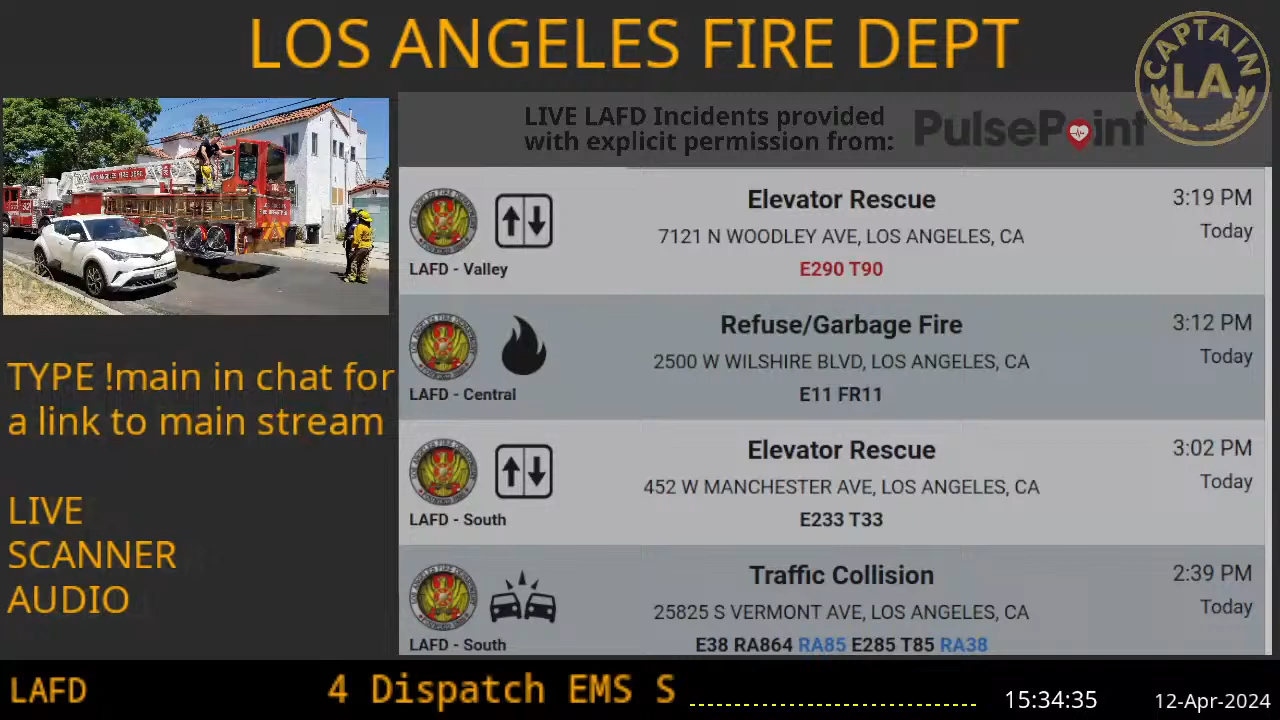 LOS ANGELES FIRE DEPT
CAPTAIN
LA
LIVE LAFD Incidents provided
with explicit permission from:
PulsePoint
LOS ANGELES FIRE DEPT.
TYPE !main in chat for
a link to main stream
LIVE
SCANNER
AUDIO
Elevator Rescue
3:19 PM
7121 N WOODLEY AVE, LOS ANGELES, CA
Today
LAFD - Valley
E290 T90
Refuse/Garbage Fire
3:12 PM
2500 W WILSHIRE BLVD, LOS ANGELES, CA
Today
LAFD - Central
E11 FR11
Elevator Rescue
3:02 PM
452 W MANCHESTER AVE, LOS ANGELES, CA
Today
LAFD - South
E233 T33
Traffic Collision
2:39 PM
25825 S VERMONT AVE, LOS ANGELES, CA
Today
LAFD - South
E38 RA864 RA85 E285 T85 RA38
LAFD
4 Dispatch EMS S
15:34:35
12-Apr-2024